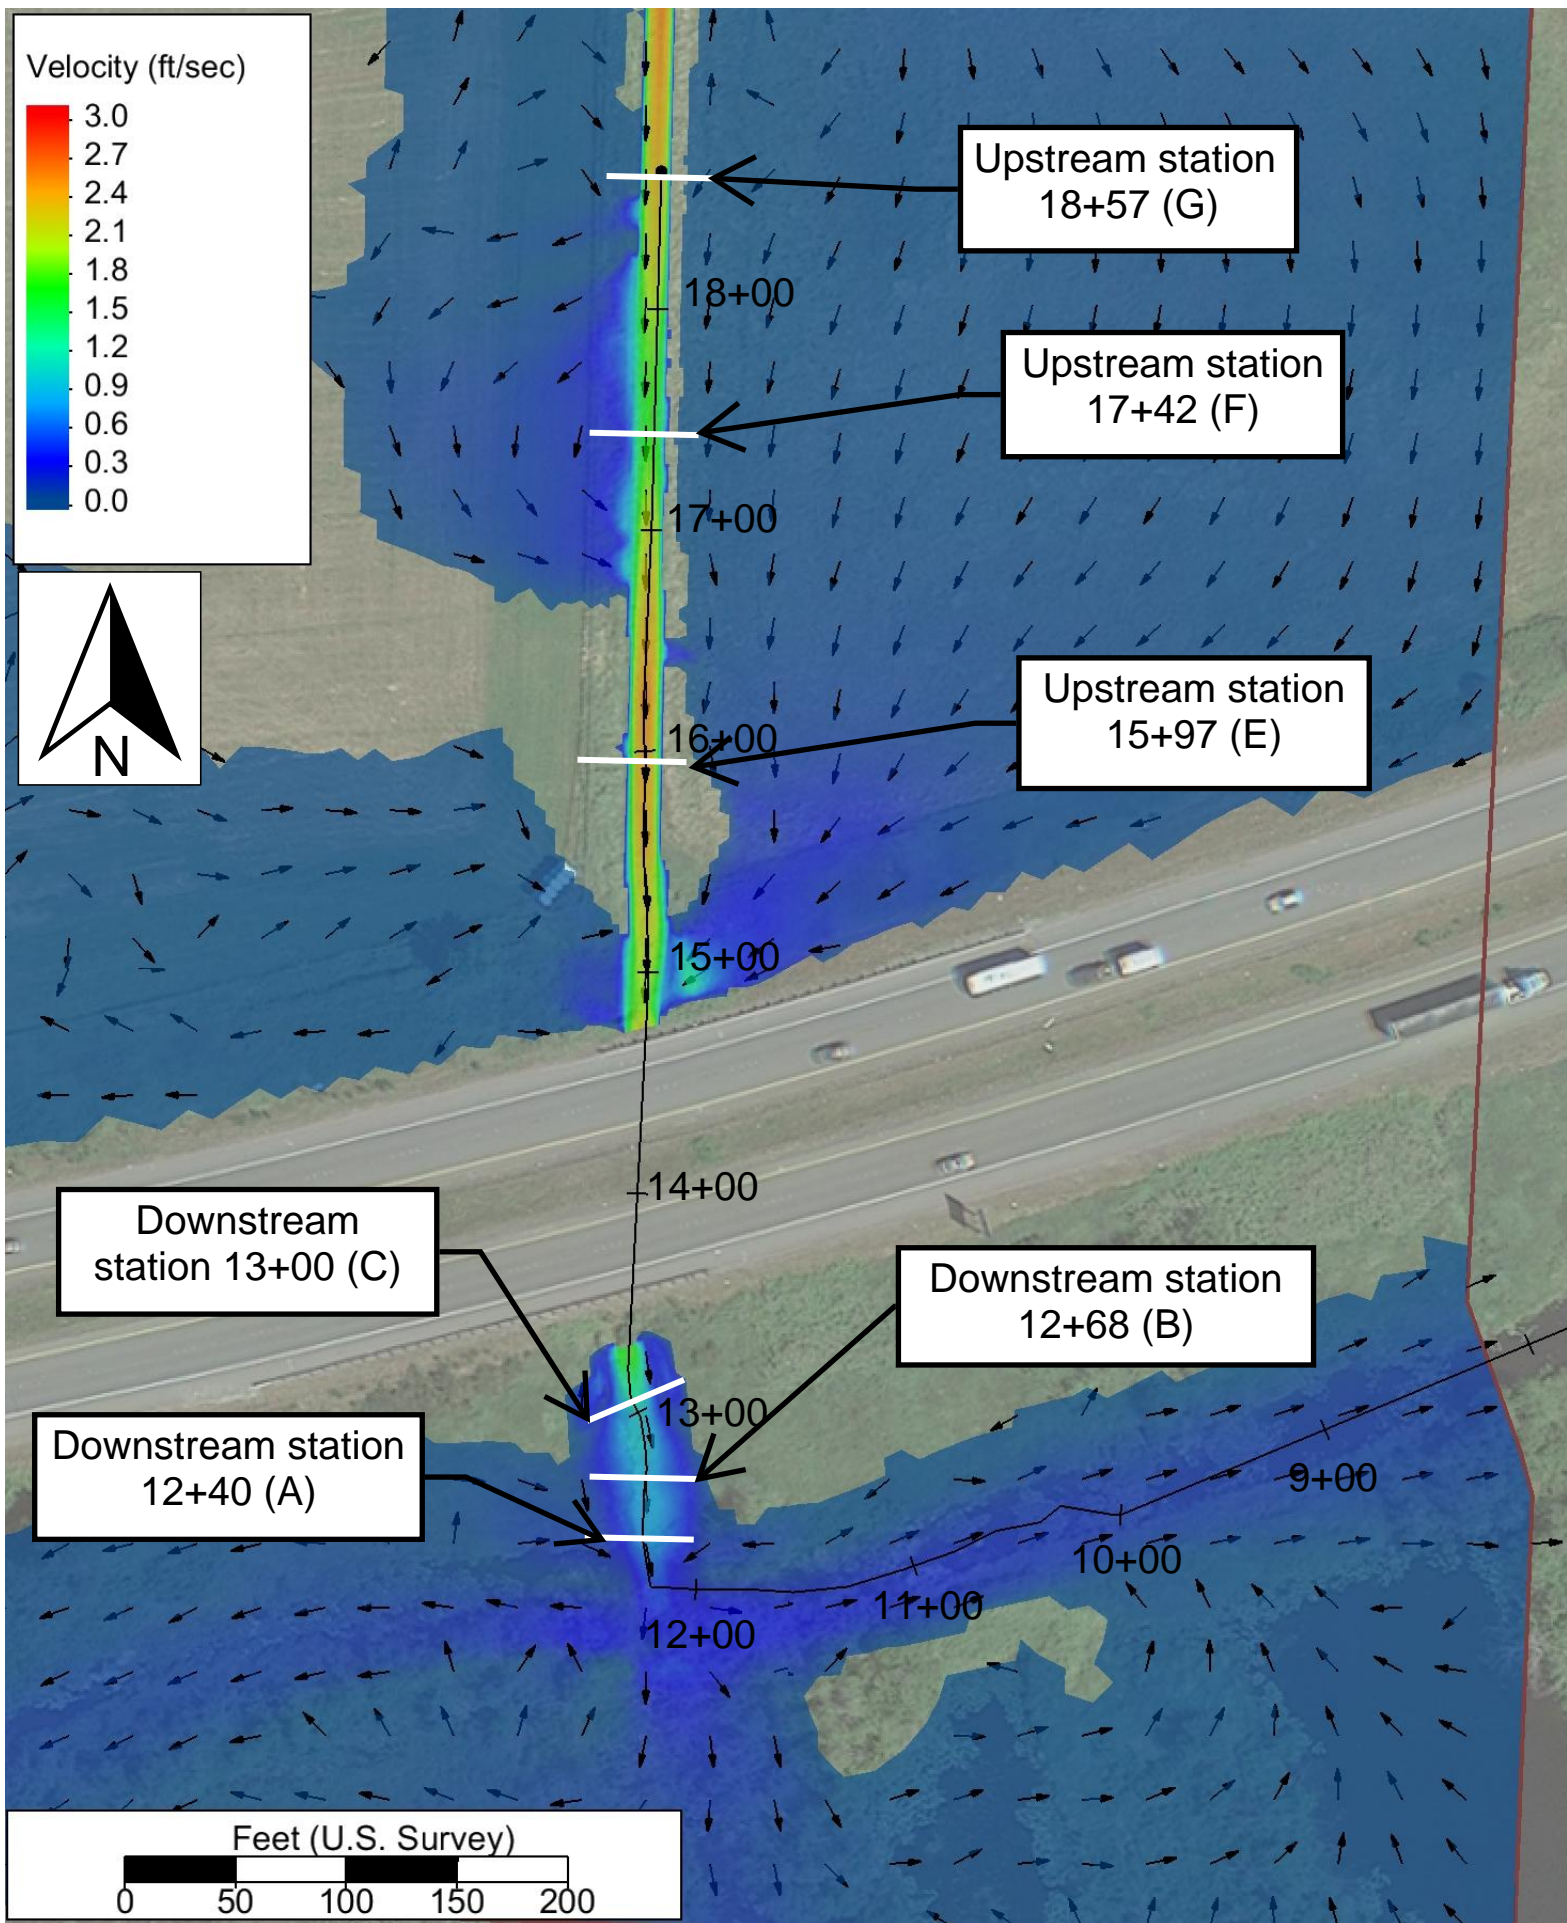 Velocity (ft/sec)
3.0
2.7
2.4
2.1
1.8
1.5
1.2
0.9
0.6
0.3
0.0
N
Upstream station
18+57 (G)
18+00
Upstream station
17+42 (F)
17+00
Upstream station
15+97 (E)
16+00
15+00
14+00
Downstream
station 13+00 (C)
Downstream station
12+68 (B)
13+00
Downstream station
12+40 (A)
9+00
10+00
11+00
12+00
Feet (U.S. Survey)
0 50 100 150 200